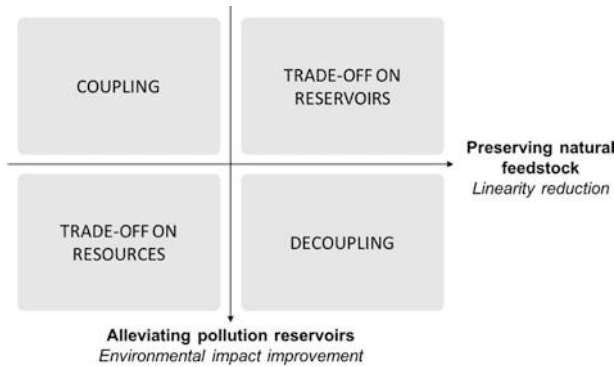 COUPLING
TRADE-OFF ON
RESERVOIRS
Preserving natural
feedstock
Linearity reduction
TRADE-OFF ON
RESOURCES
DECOUPLING
Alleviating pollution reservoirs
Environmental impact improvement